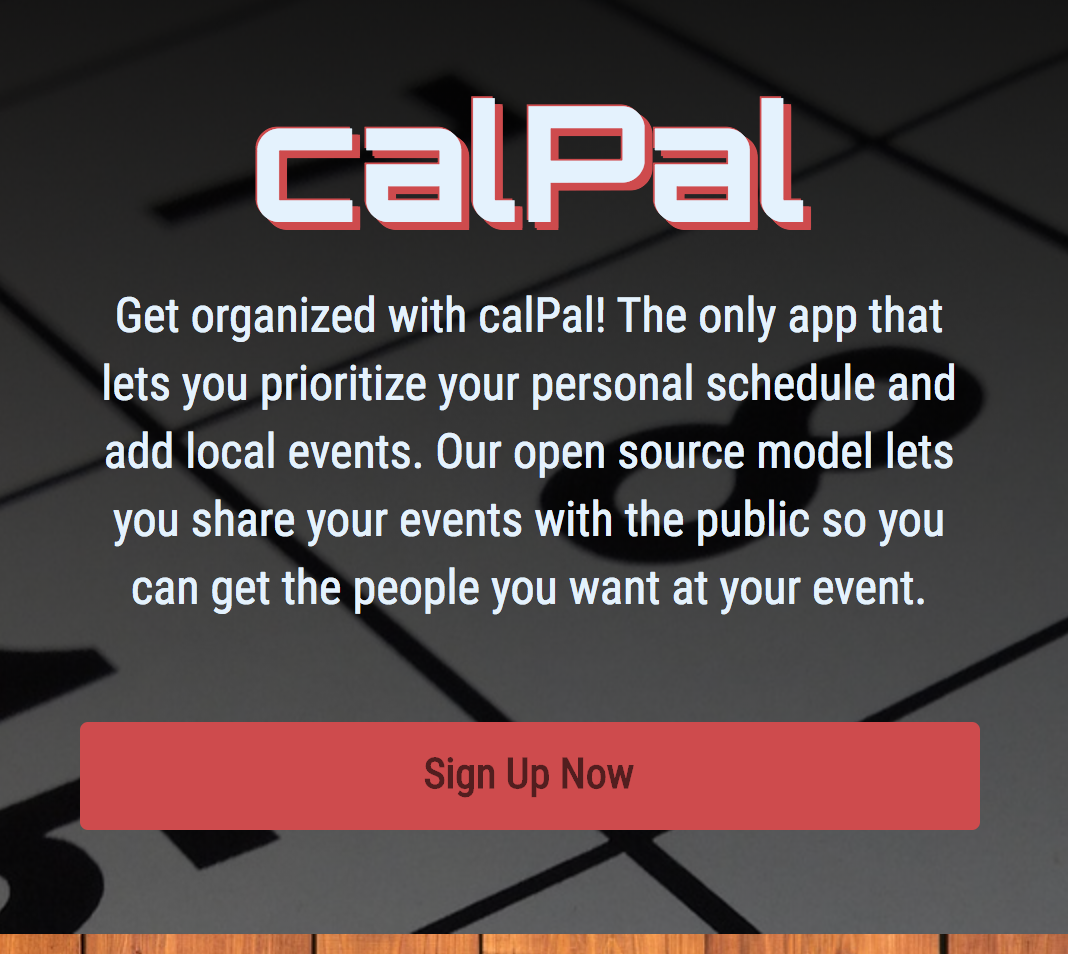 calPal
Get organized with calPal! The only app that
lets you prioritize your personal schedule and
add local events. Our open source model lets
you share your events with the public so you
can get the people you want at your event.
8
Sign Up Now